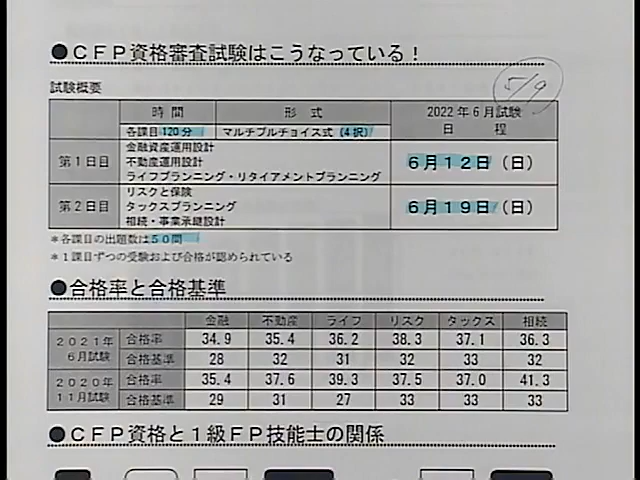 ●ＣＦＰ資格審査試験はこうなっている！
5/9
試験概要
時 間 形 式 2022年6月試験
各課目120分 マルチプルチョイス式（4択） 日 程
第1日目 金融資産運用設計
不動産運用設計 ６月１２日（日）
ライフプランニング・リタイアメントプランニング
第2日目 リスクと保険
タックスプランニング ６月１９日（日）
相続・事業承継設計
＊各課目の出題数は５０問
＊１課目ずつの受験および合格が認められている
●合格率と合格基準
金融 不動産 ライフ リスク タックス 相続
２０２１年 合格率 34.9 35.4 36.2 38.3 37.1 36.3
６月試験 合格基準 28 32 31 32 33 32
２０２０年 合格率 35.4 37.6 39.3 37.5 37.0 41.3
１１月試験 合格基準 29 31 27 33 33 33
●ＣＦＰ資格と１級ＦＰ技能士の関係